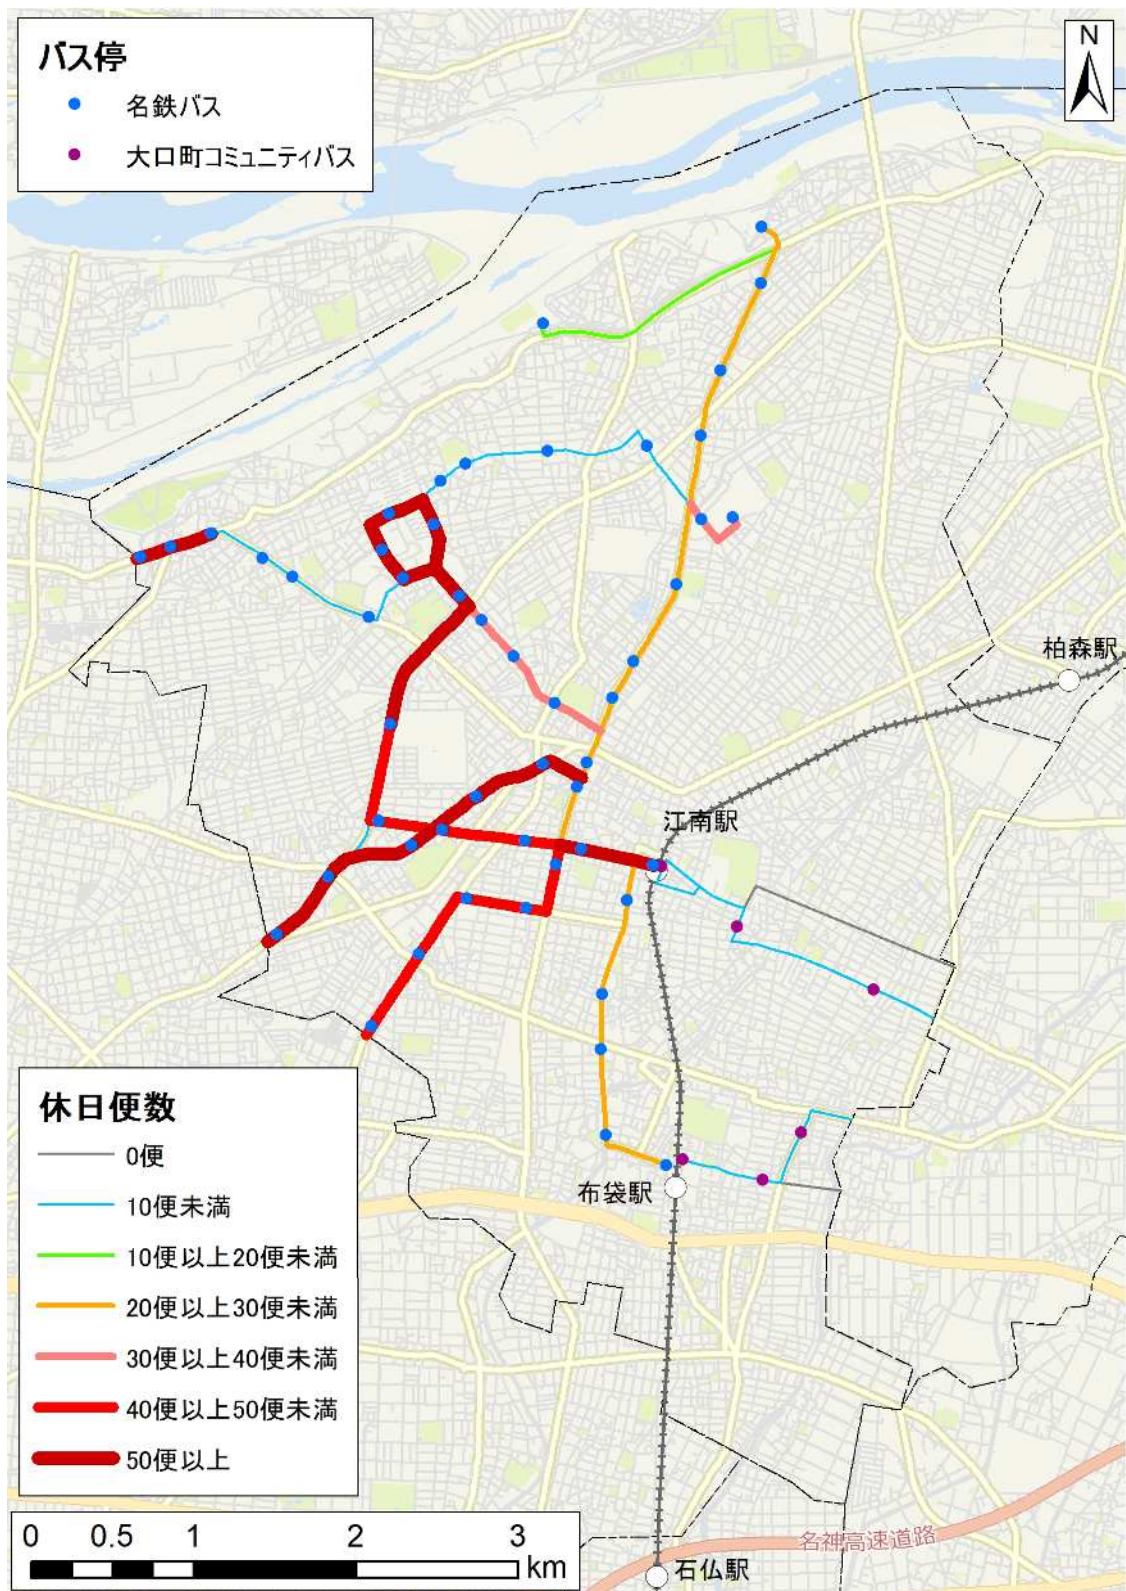 バス停
名鉄バス
大口町コミュニティバス
N
柏森駅
江南駅
布袋駅
休日便数
0便
10便未満
10便以上20便未満
20便以上30便未満
30便以上40便未満
40便以上50便未満
50便以上
0 0.5 1 2 3
km
名神高速道路
石仏駅